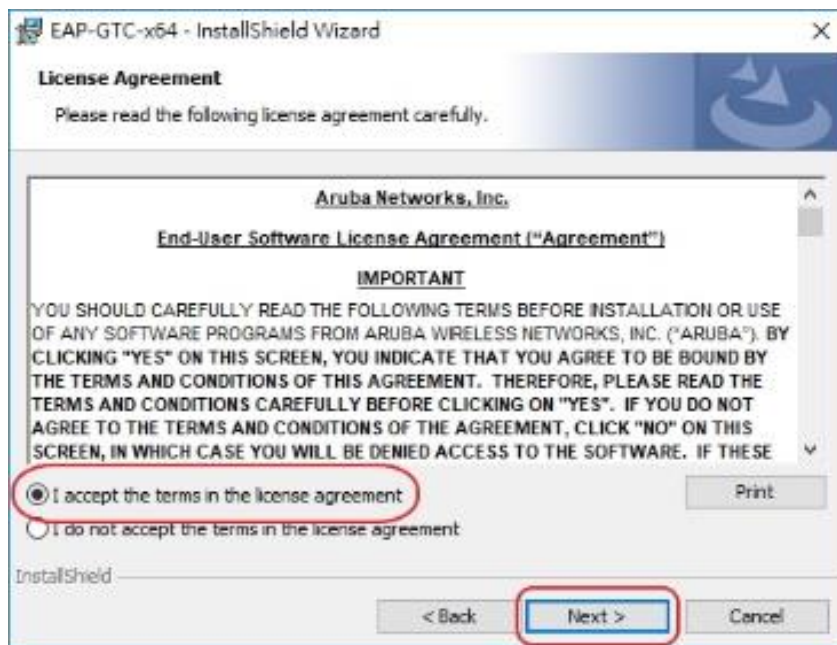 EAP-GTC-x64 - InstallShield Wizard
License Agreement
Please read the following license agreement carefully.
Aruba Networks, Inc.
End-User Software License Agreement ("Agreement")
IMPORTANT
YOU SHOULD CAREFULLY READ THE FOLLOWING TERMS BEFORE INSTALLATION OR USE
OF ANY SOFTWARE PROGRAMS FROM ARUBA WIRELESS NETWORKS, INC. ("ARUBA"). BY
CLICKING "YES" ON THIS SCREEN, YOU INDICATE THAT YOU AGREE TO BE BOUND BY
THE TERMS AND CONDITIONS OF THIS AGREEMENT. THEREFORE, PLEASE READ THE
TERMS AND CONDITIONS CAREFULLY BEFORE CLICKING ON "YES". IF YOU DO NOT
AGREE TO THE TERMS AND CONDITIONS OF THE AGREEMENT, CLICK "NO" ON THIS
SCREEN, IN WHICH CASE YOU WILL BE DENIED ACCESS TO THE SOFTWARE. IF THESE
I accept the terms in the license agreement
Print
I do not accept the terms in the license agreement
InstallShield
< Back Next > Cancel